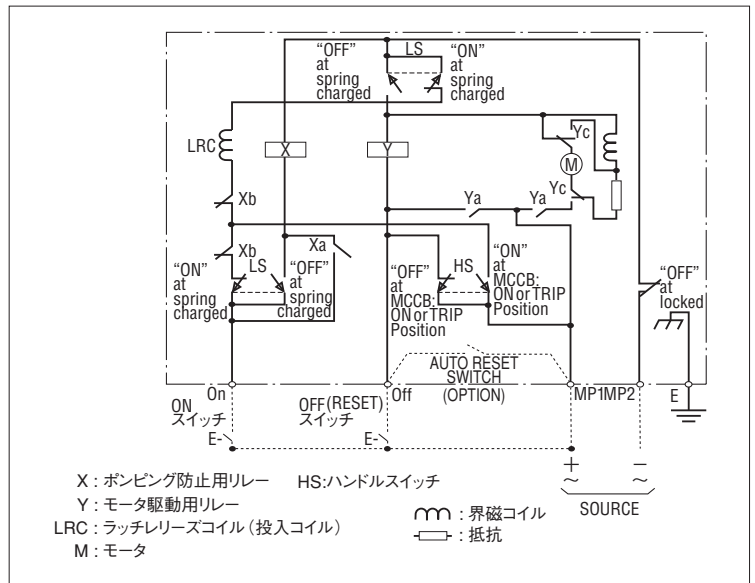 "OFF"
at
spring
charged
LS
"ON"
at
spring
charged
LRC
X
Y
Yc
M
Yc
Xb
Ya
Ya
Xb
Xa
"ON"
at
spring
charged
LS
"OFF"
at
spring
charged
"OFF"
at
MCCB:
ON or TRIP
Position
HS
"ON"
at
MCCB:
ON or TRIP
Position
"OFF"
at
locked
AUTO RESET
SWITCH
(OPTION)
On
Off
MP1
MP2
E
ON
スイッチ
OFF(RESET)
スイッチ
E-
E-
+
~
−
~
SOURCE
X : ポンピング防止用リレー
HS:ハンドルスイッチ
Y : モータ駆動用リレー
LRC : ラッチレリーズコイル(投入コイル)
M : モータ
: 界磁コイル
: 抵抗